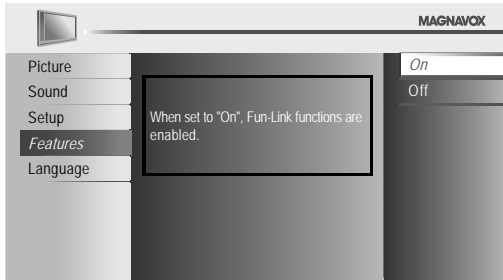 MAGNAVOX
Picture
Sound
Setup
Features
Language
When set to "On", Fun-Link functions are
enabled.
On
Off